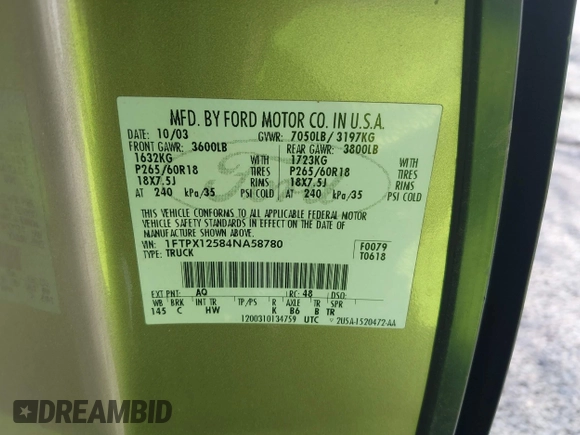 MFD. BY FORD MOTOR CO. IN U.S.A.
DATE: 10/03 GVWR: 7050LB/ 3197KG
FRONT GAWR: 3600LB REAR GAWR: 3800LB
1632KG WITH 1723KG WITH
P265/60R18 TIRES P265/60R18 TIRES
18X7.5J RIMS 18X7.5J RIMS
AT 240 kPa/35 PSI COLD AT 240 kPa/35 PSI COLD
Ford
THIS VEHICLE CONFORMS TO ALL APPLICABLE FEDERAL MOTOR
VEHICLE SAFETY STANDARDS IN EFFECT ON THE DATE OF
MANUFACTURE SHOWN ABOVE.
VIN: 1FTPX12584NA58780 F0079
TYPE: TRUCK T0618
EXT PNT: AQ RC: 48 DSO:
WB BRK INT TR TP/PS R AXLE TR SPR
145 C HW K B6 B TR
1200310134759 UTC 2U5A-1520472-AA
DREAMBID